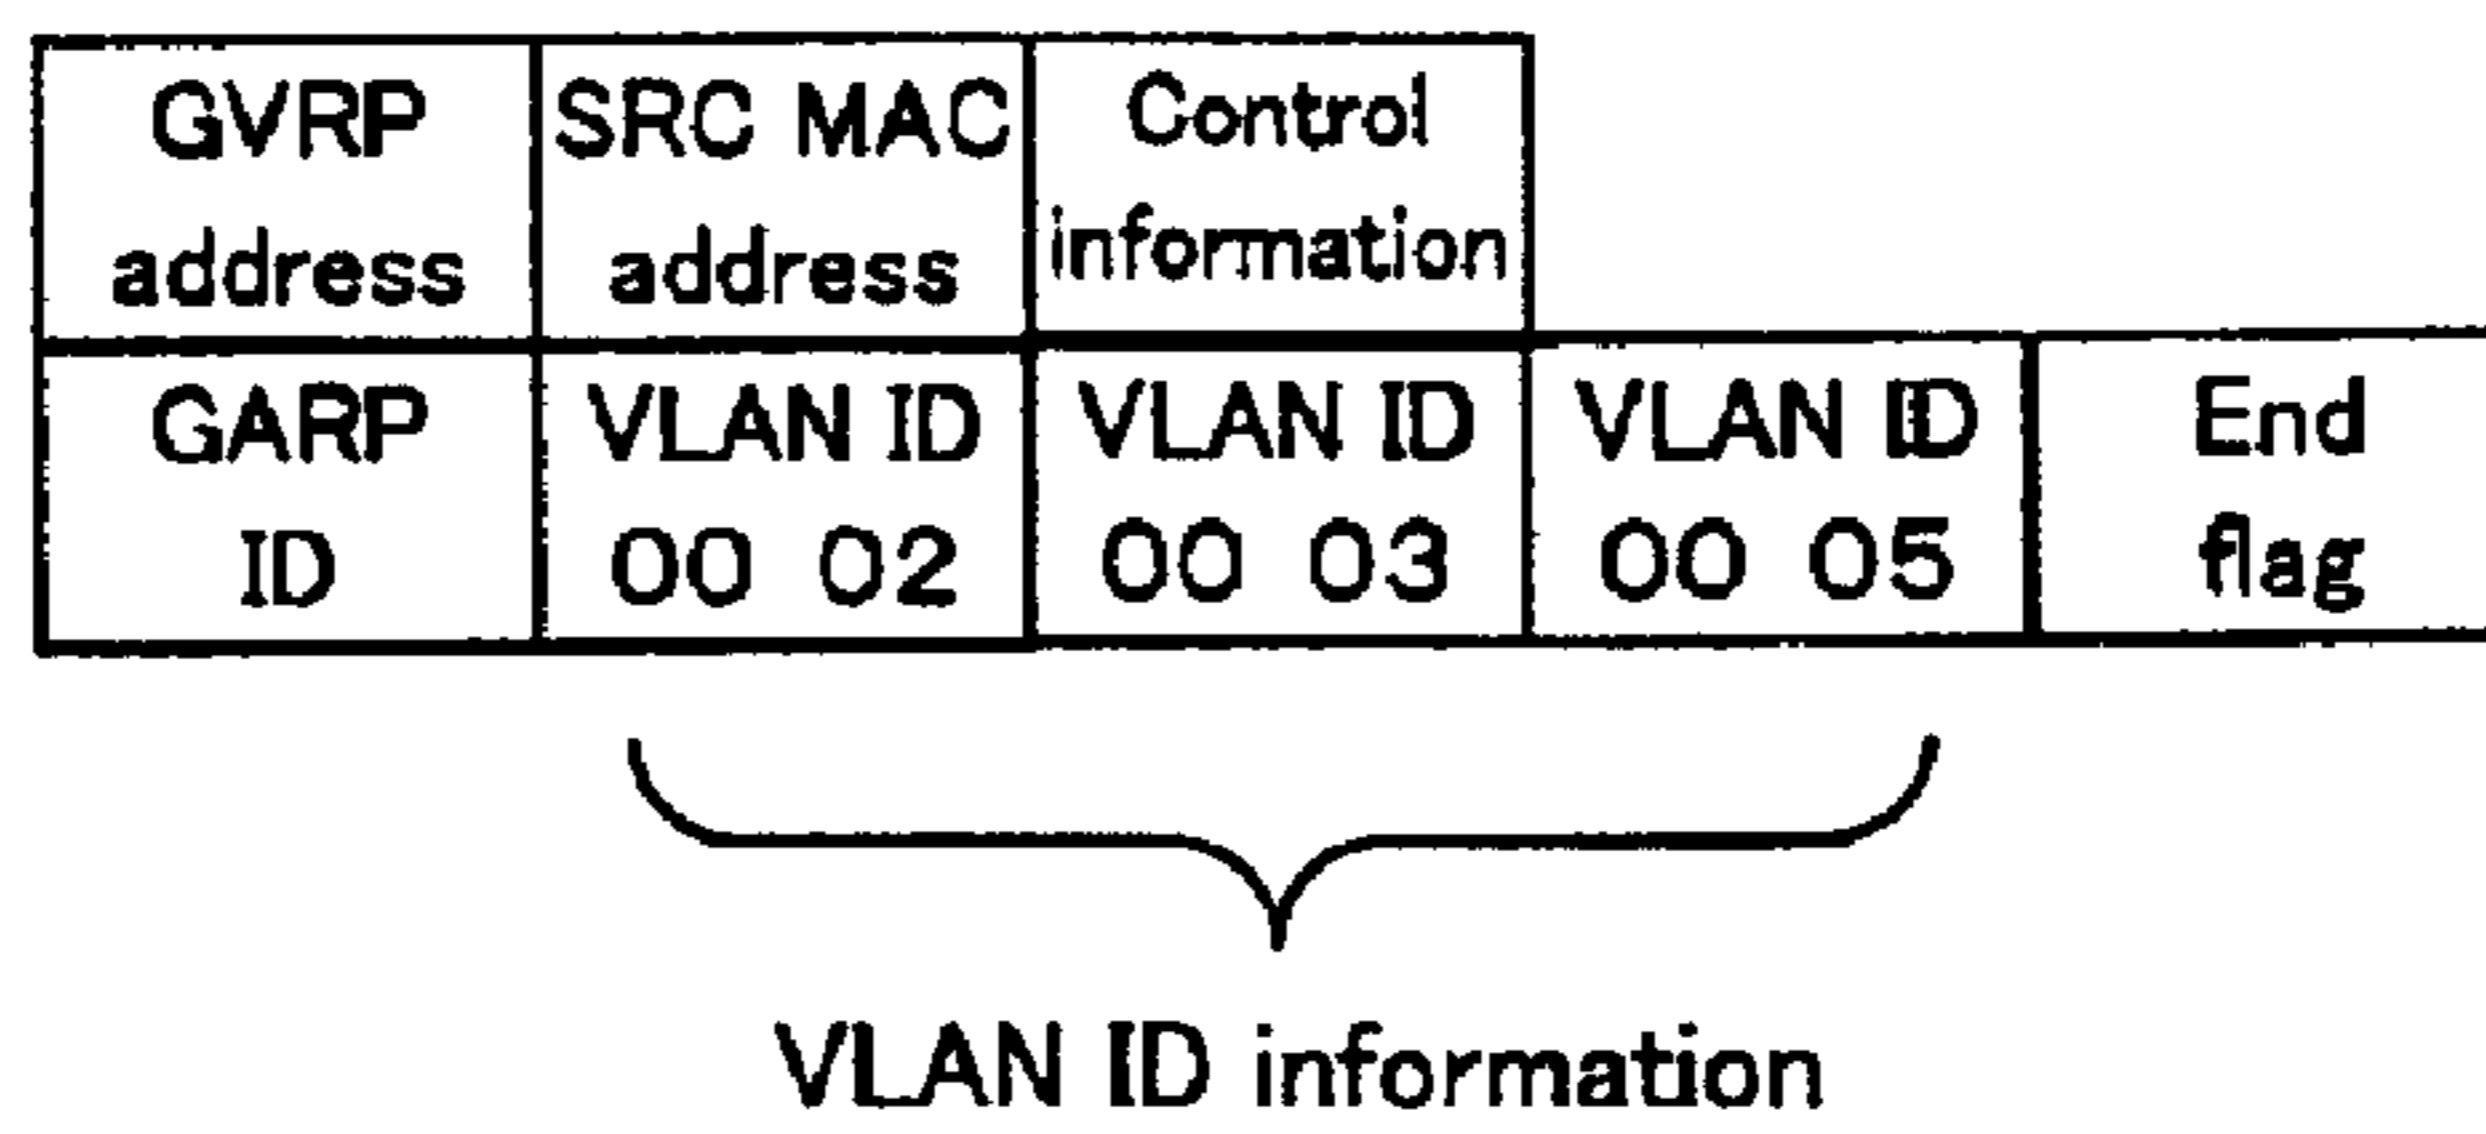 GVRP address
SRC MAC address
Control information
GARP ID
VLAN ID 00 02
VLAN ID 00 03
VLAN ID 00 05
End flag
VLAN ID information